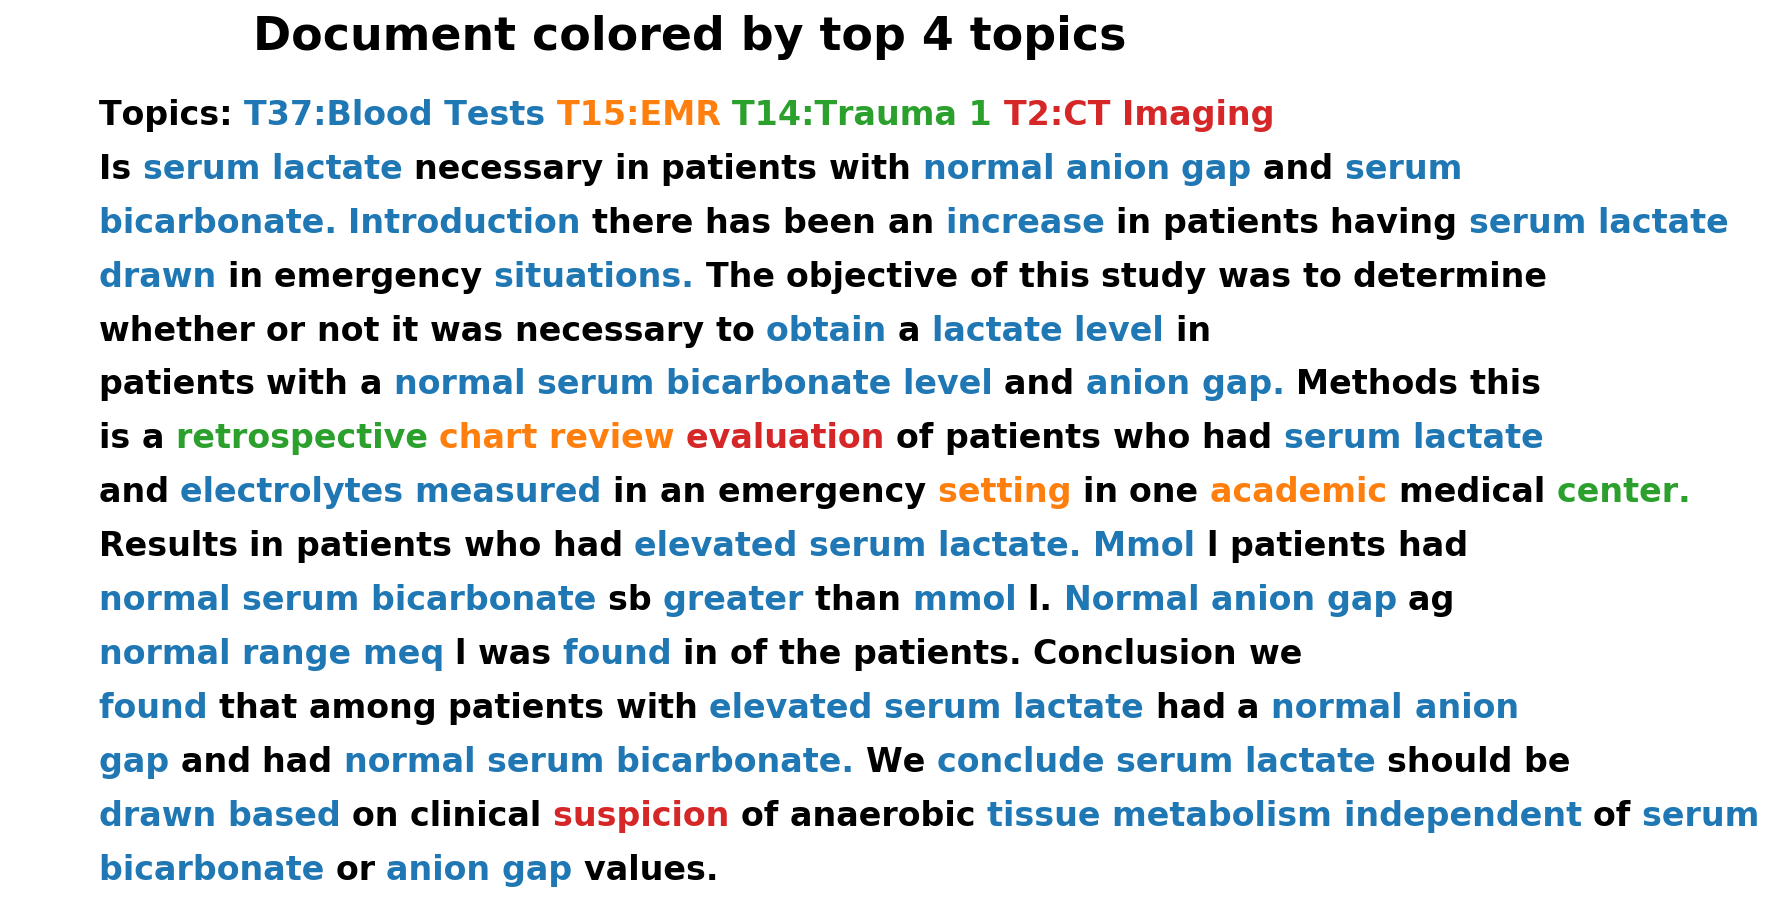 Document colored by top 4 topics
Topics: T37:Blood Tests T15:EMR T14:Trauma 1 T2:CT Imaging
Is serum lactate necessary in patients with normal anion gap and serum
bicarbonate. Introduction there has been an increase in patients having serum lactate
drawn in emergency situations. The objective of this study was to determine
whether or not it was necessary to obtain a lactate level in
patients with a normal serum bicarbonate level and anion gap. Methods this
is a retrospective chart review evaluation of patients who had serum lactate
and electrolytes measured in an emergency setting in one academic medical center.
Results in patients who had elevated serum lactate. Mmol l patients had
normal serum bicarbonate sb greater than mmol l. Normal anion gap ag
normal range meq l was found in of the patients. Conclusion we
found that among patients with elevated serum lactate had a normal anion
gap and had normal serum bicarbonate. We conclude serum lactate should be
drawn based on clinical suspicion of anaerobic tissue metabolism independent of serum
bicarbonate or anion gap values.